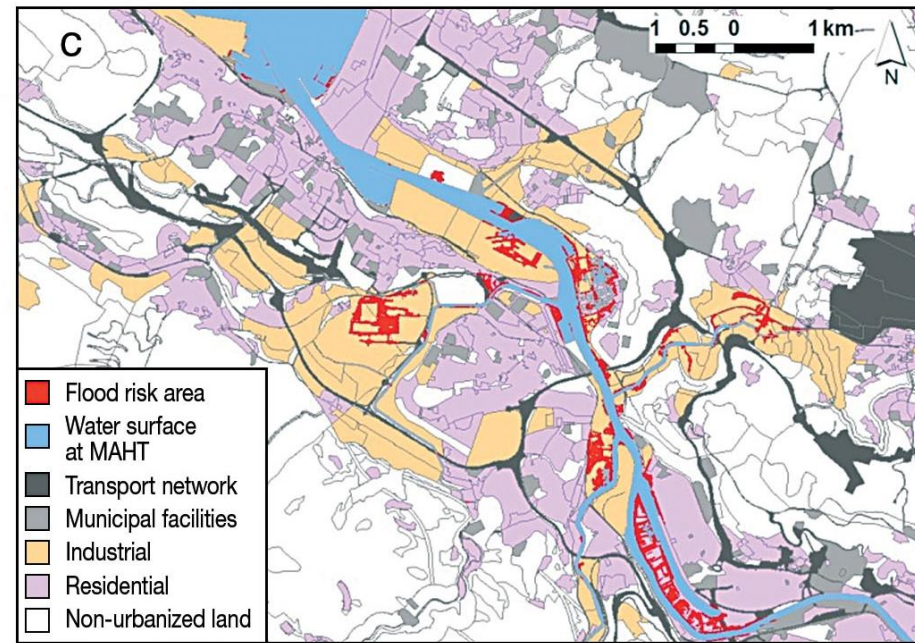 C
1 0.5 0 1 km
N
Flood risk area
Water surface
at MAHT
Transport network
Municipal facilities
Industrial
Residential
Non-urbanized land